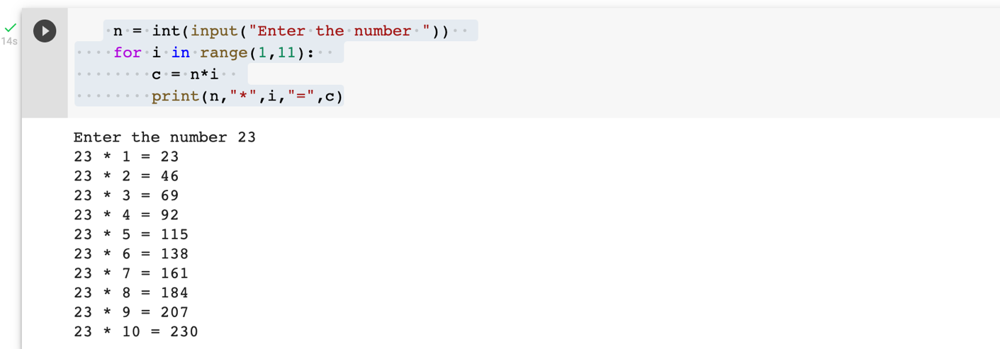 n = int(input("Enter the number "))
for i in range(1,11):
c = n*i
print(n,"*",i,"=",c)
14s
Enter the number 23
23 * 1 = 23
23 * 2 = 46
23 * 3 = 69
23 * 4 = 92
23 * 5 = 115
23 * 6 = 138
23 * 7 = 161
23 * 8 = 184
23 * 9 = 207
23 * 10 = 230